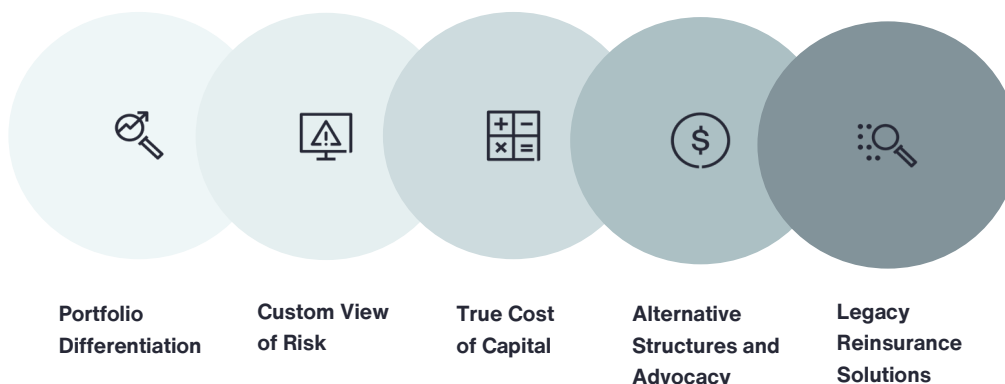 Portfolio
Differentiation
Custom View
of Risk
True Cost
of Capital
Alternative
Structures and
Advocacy
Legacy
Reinsurance
Solutions